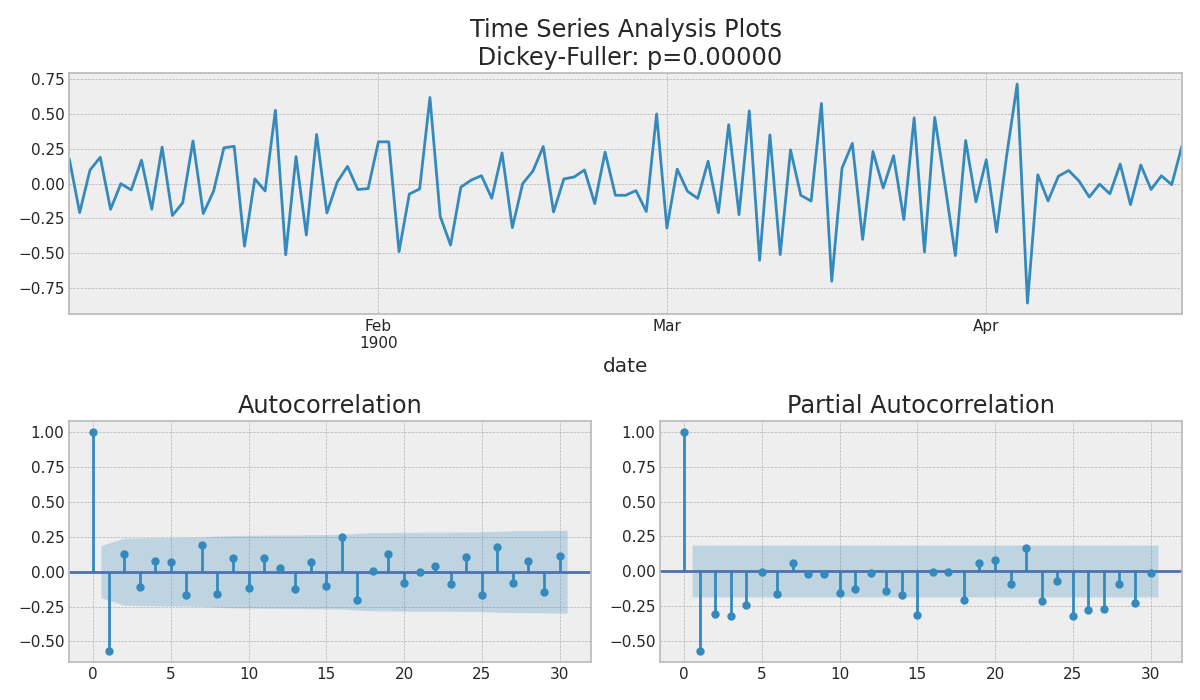 Time Series Analysis Plots
Dickey-Fuller: p=0.00000
0.75
0.50
0.25
0.00
−0.25
−0.50
−0.75
Feb Mar Apr
1900
date
Autocorrelation Partial Autocorrelation
1.00 1.00
0.75 0.75
0.50 0.50
0.25 0.25
0.00 0.00
−0.25 −0.25
−0.50 −0.50
0 5 10 15 20 25 30 0 5 10 15 20 25 30